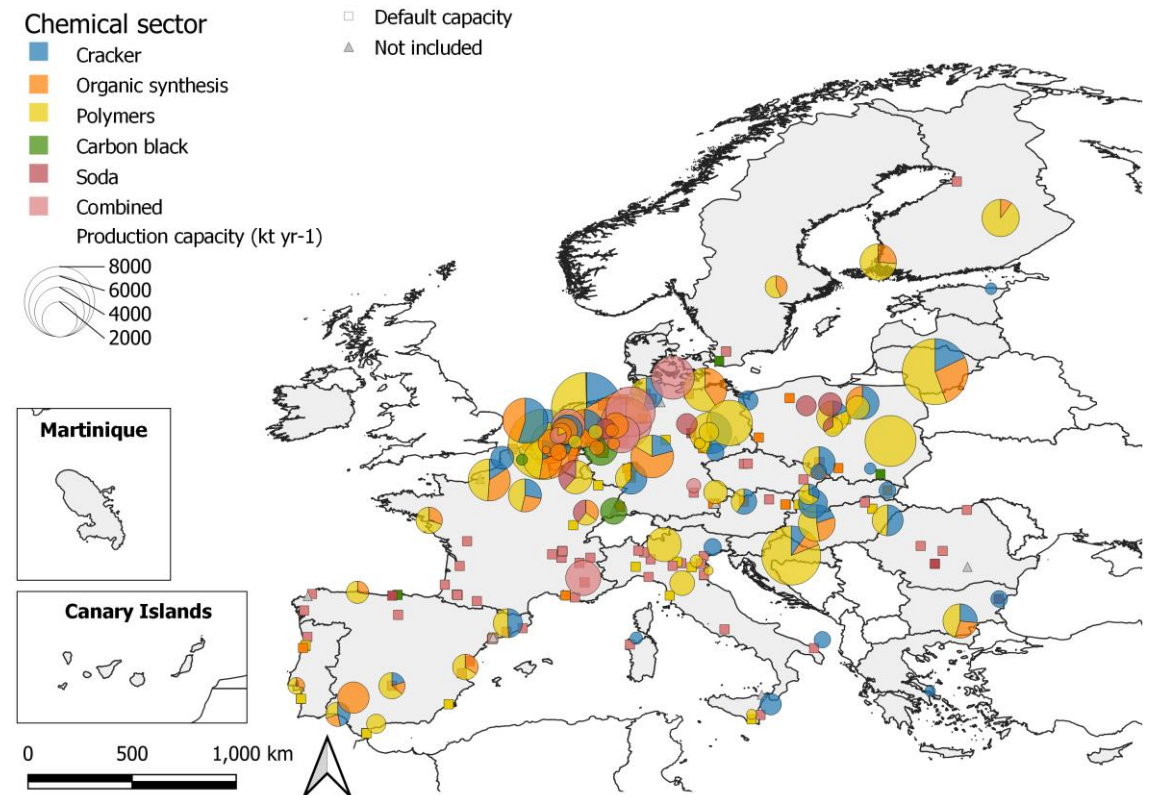 Chemical sector
Cracker
Organic synthesis
Polymers
Carbon black
Soda
Combined
Production capacity (kt yr-1)
8000
6000
4000
2000
Default capacity
Not included
Martinique
Canary Islands
0 500 1,000 km